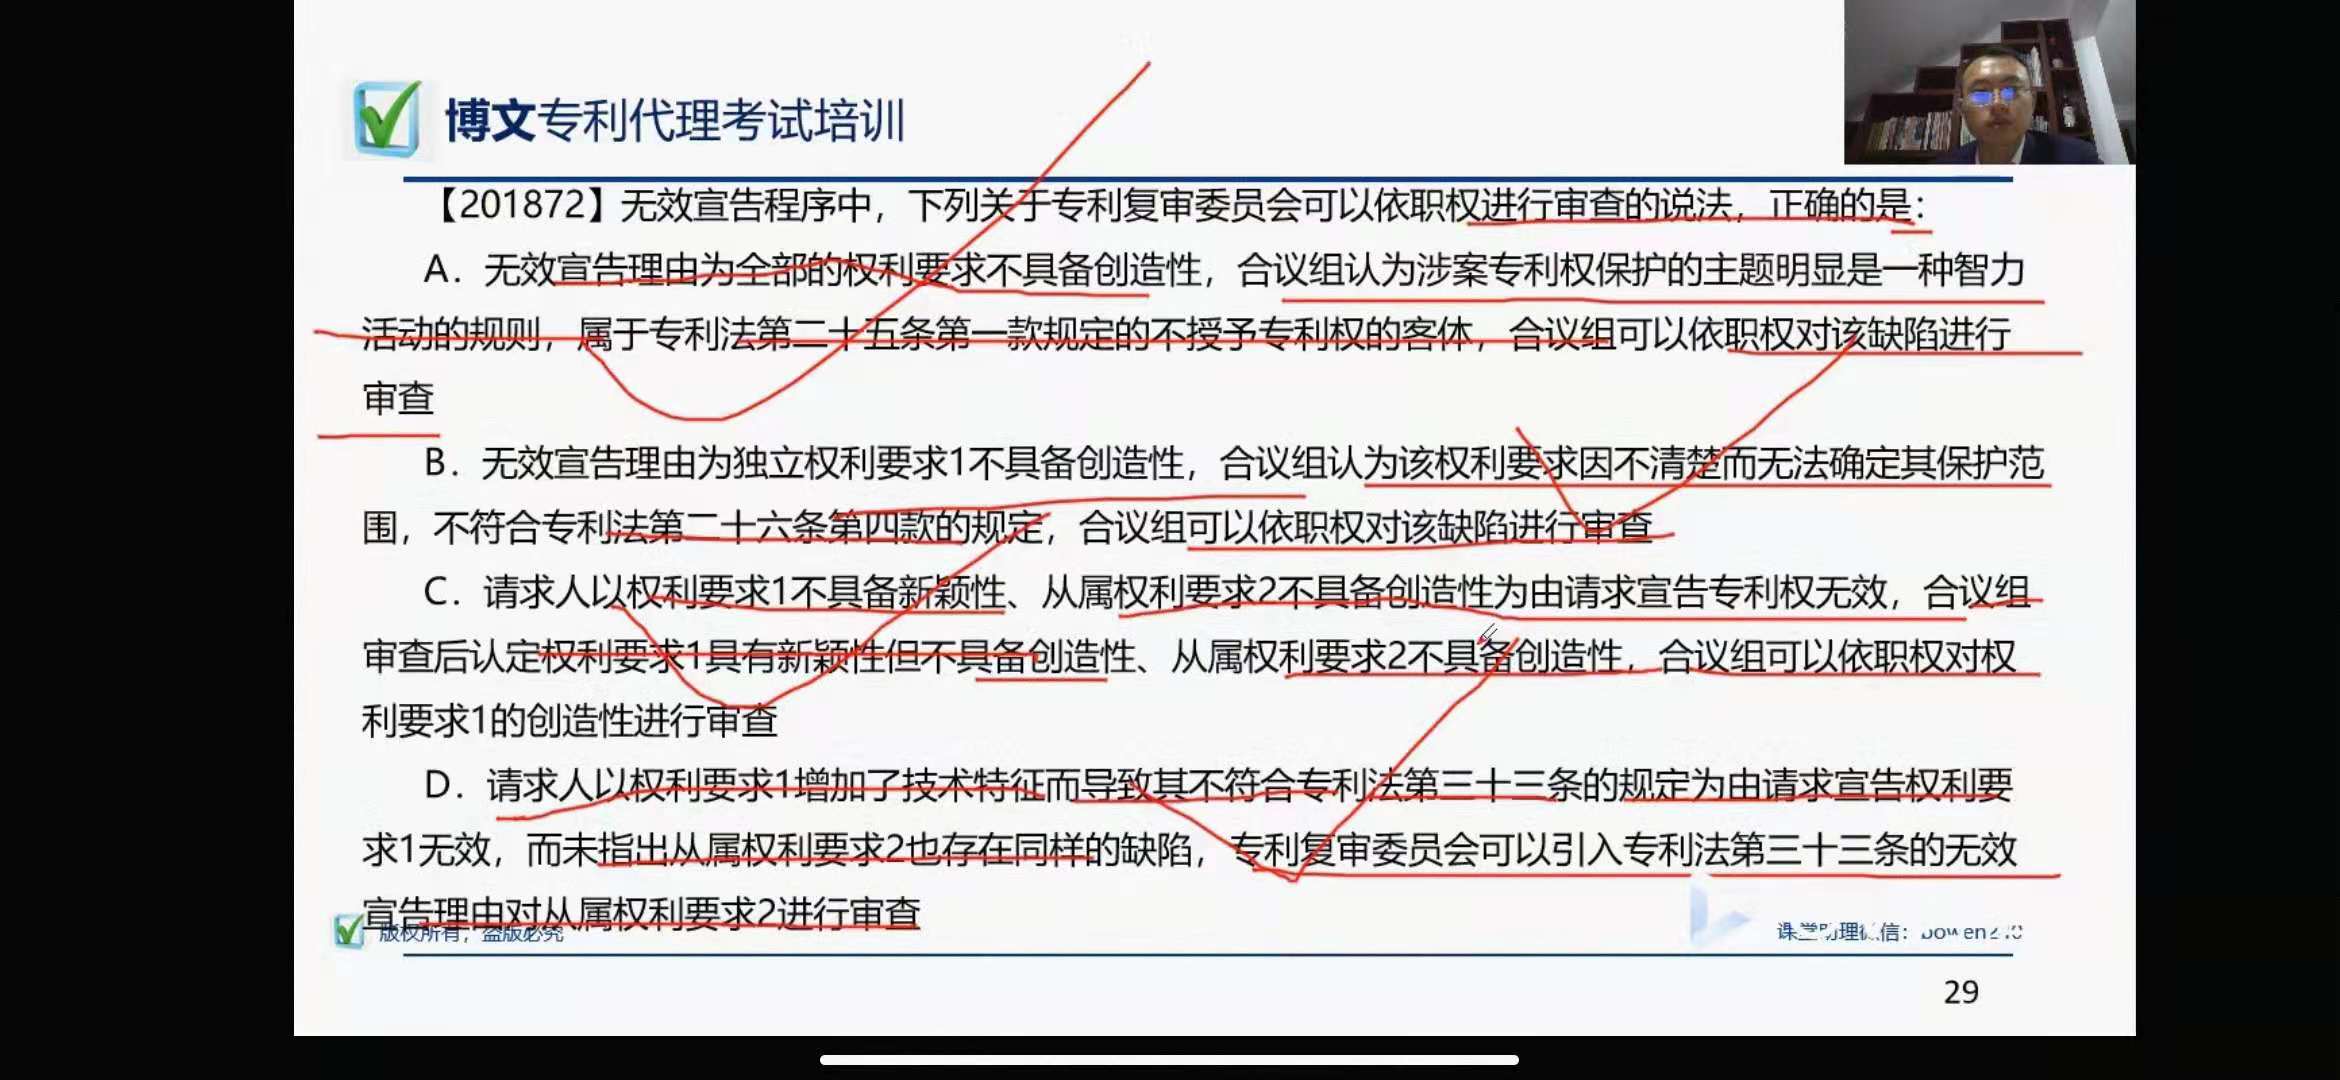 博文专利代理考试培训
【201872】无效宣告程序中，下列关于专利复审委员会可以依职权进行审查的说法，正确的是：
A．无效宣告理由为全部的权利要求不具备创造性，合议组认为涉案专利权保护的主题明显是一种智力
活动的规则，属于专利法第二十五条第一款规定的不授予专利权的客体，合议组可以依职权对该缺陷进行
审查
B．无效宣告理由为独立权利要求1不具备创造性，合议组认为该权利要求因不清楚而无法确定其保护范
围，不符合专利法第二十六条第四款的规定，合议组可以依职权对该缺陷进行审查
C．请求人以权利要求1不具备新颖性、从属权利要求2不具备创造性为由请求宣告专利权无效，合议组
审查后认定权利要求1具有新颖性但不具备创造性、从属权利要求2不具备创造性，合议组可以依职权对权
利要求1的创造性进行审查
D．请求人以权利要求1增加了技术特征而导致其不符合专利法第三十三条的规定为由请求宣告权利要
求1无效，而未指出从属权利要求2也存在同样的缺陷，专利复审委员会可以引入专利法第三十三条的无效
宣告理由对从属权利要求2进行审查
版权所有，盗版必究
课堂助理微信：
29